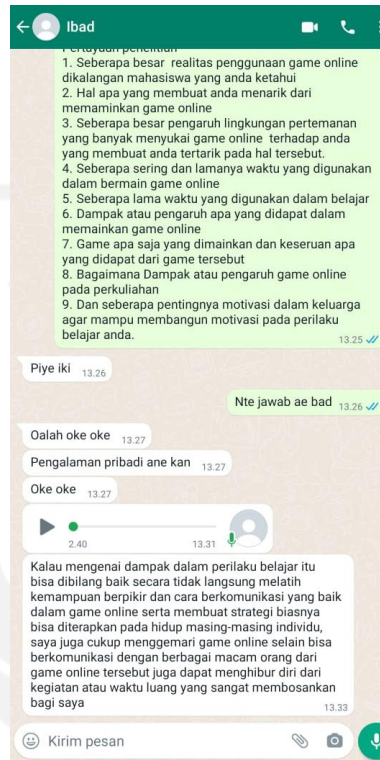 Ibad
Pertayaan penelitian
1. Seberapa besar realitas penggunaan game online
dikalangan mahasiswa yang anda ketahui
2. Hal apa yang membuat anda menarik dari
memaminkan game online
3. Seberapa besar pengaruh lingkungan pertemanan
yang banyak menyukai game online terhadap anda
yang membuat anda tertarik pada hal tersebut.
4. Seberapa sering dan lamanya waktu yang digunakan
dalam bermain game online
5. Seberapa lama waktu yang digunakan dalam belajar
6. Dampak atau pengaruh apa yang didapat dalam
memainkan game online
7. Game apa saja yang dimainkan dan keseruan apa
yang didapat dari game tersebut
8. Bagaimana Dampak atau pengaruh game online
pada perkuliahan
9. Dan seberapa pentingnya motivasi dalam keluarga
agar mampu membangun motivasi pada perilaku
belajar anda.
13.25
Piye iki 13.26
Nte jawab ae bad 13.26
Oalah oke oke 13.27
Pengalaman pribadi ane kan 13.27
Oke oke 13.27
2.40 13.31
Kalau mengenai dampak dalam perilaku belajar itu
bisa dibilang baik secara tidak langsung melatih
kemampuan berpikir dan cara berkomunikasi yang baik
dalam game online serta membuat strategi biasnya
bisa diterapkan pada hidup masing-masing individu,
saya juga cukup menggemari game online selain bisa
berkomunikasi dengan berbagai macam orang dari
game online tersebut juga dapat menghibur diri dari
kegiatan atau waktu luang yang sangat membosankan
bagi saya
13.33
Kirim pesan